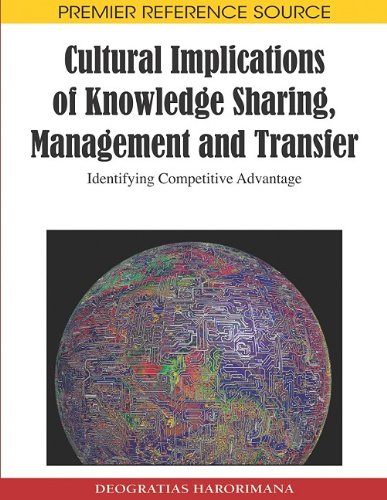 PREMIER REFERENCE SOURCE
Cultural Implications
of Knowledge Sharing,
Management and Transfer
Identifying Competitive Advantage
DEOGRATIAS HARORIMANA